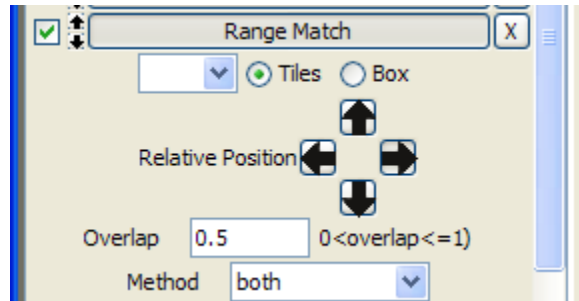 Range Match X
Tiles Box
Relative Position
Overlap 0.5 0<overlap<=1)
Method both